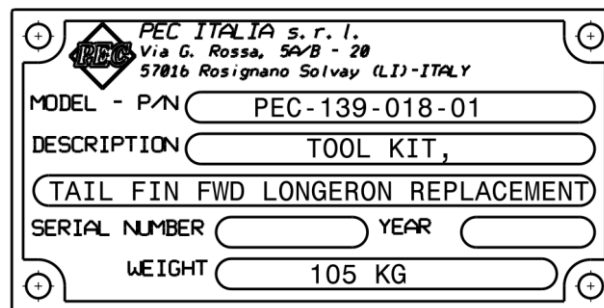 PEC ITALIA s.r.l.
PEC
Via G. Rossa, 5A/B - 20
57016 Rosignano Solvay (LI)-ITALY
MODEL - P/N PEC-139-018-01
DESCRIPTION TOOL KIT,
TAIL FIN FWD LONGERON REPLACEMENT
SERIAL NUMBER YEAR
WEIGHT 105 KG